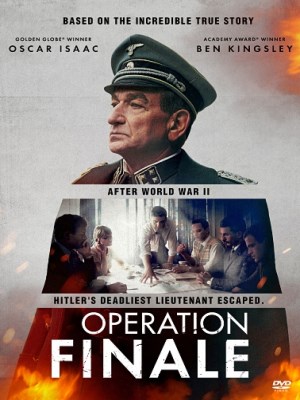 BASED ON THE INCREDIBLE TRUE STORY
GOLDEN GLOBE® WINNER
OSCAR ISAAC
ACADEMY AWARD® WINNER
BEN KINGSLEY
AFTER WORLD WAR II
HITLER'S DEADLIEST LIEUTENANT ESCAPED.
OPERATION
FINALE
DVD